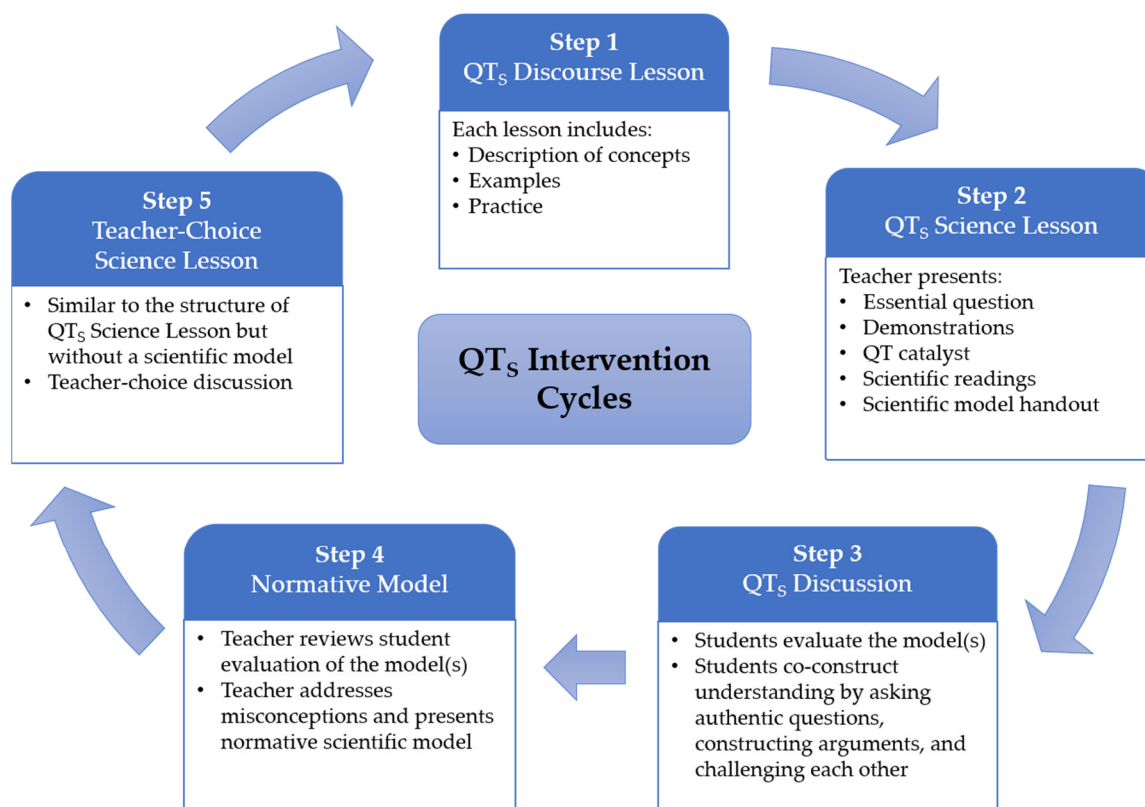 Step 1
QTS Discourse Lesson
Each lesson includes:
• Description of concepts
• Examples
• Practice
Step 2
QTS Science Lesson
Teacher presents:
• Essential question
• Demonstrations
• QT catalyst
• Scientific readings
• Scientific model handout
Step 3
QTS Discussion
• Students evaluate the model(s)
• Students co-construct
understanding by asking
authentic questions,
constructing arguments, and
challenging each other
Step 4
Normative Model
• Teacher reviews student
evaluation of the model(s)
• Teacher addresses
misconceptions and presents
normative scientific model
Step 5
Teacher-Choice
Science Lesson
• Similar to the structure of
QTS Science Lesson but
without a scientific model
• Teacher-choice discussion
QTS Intervention
Cycles